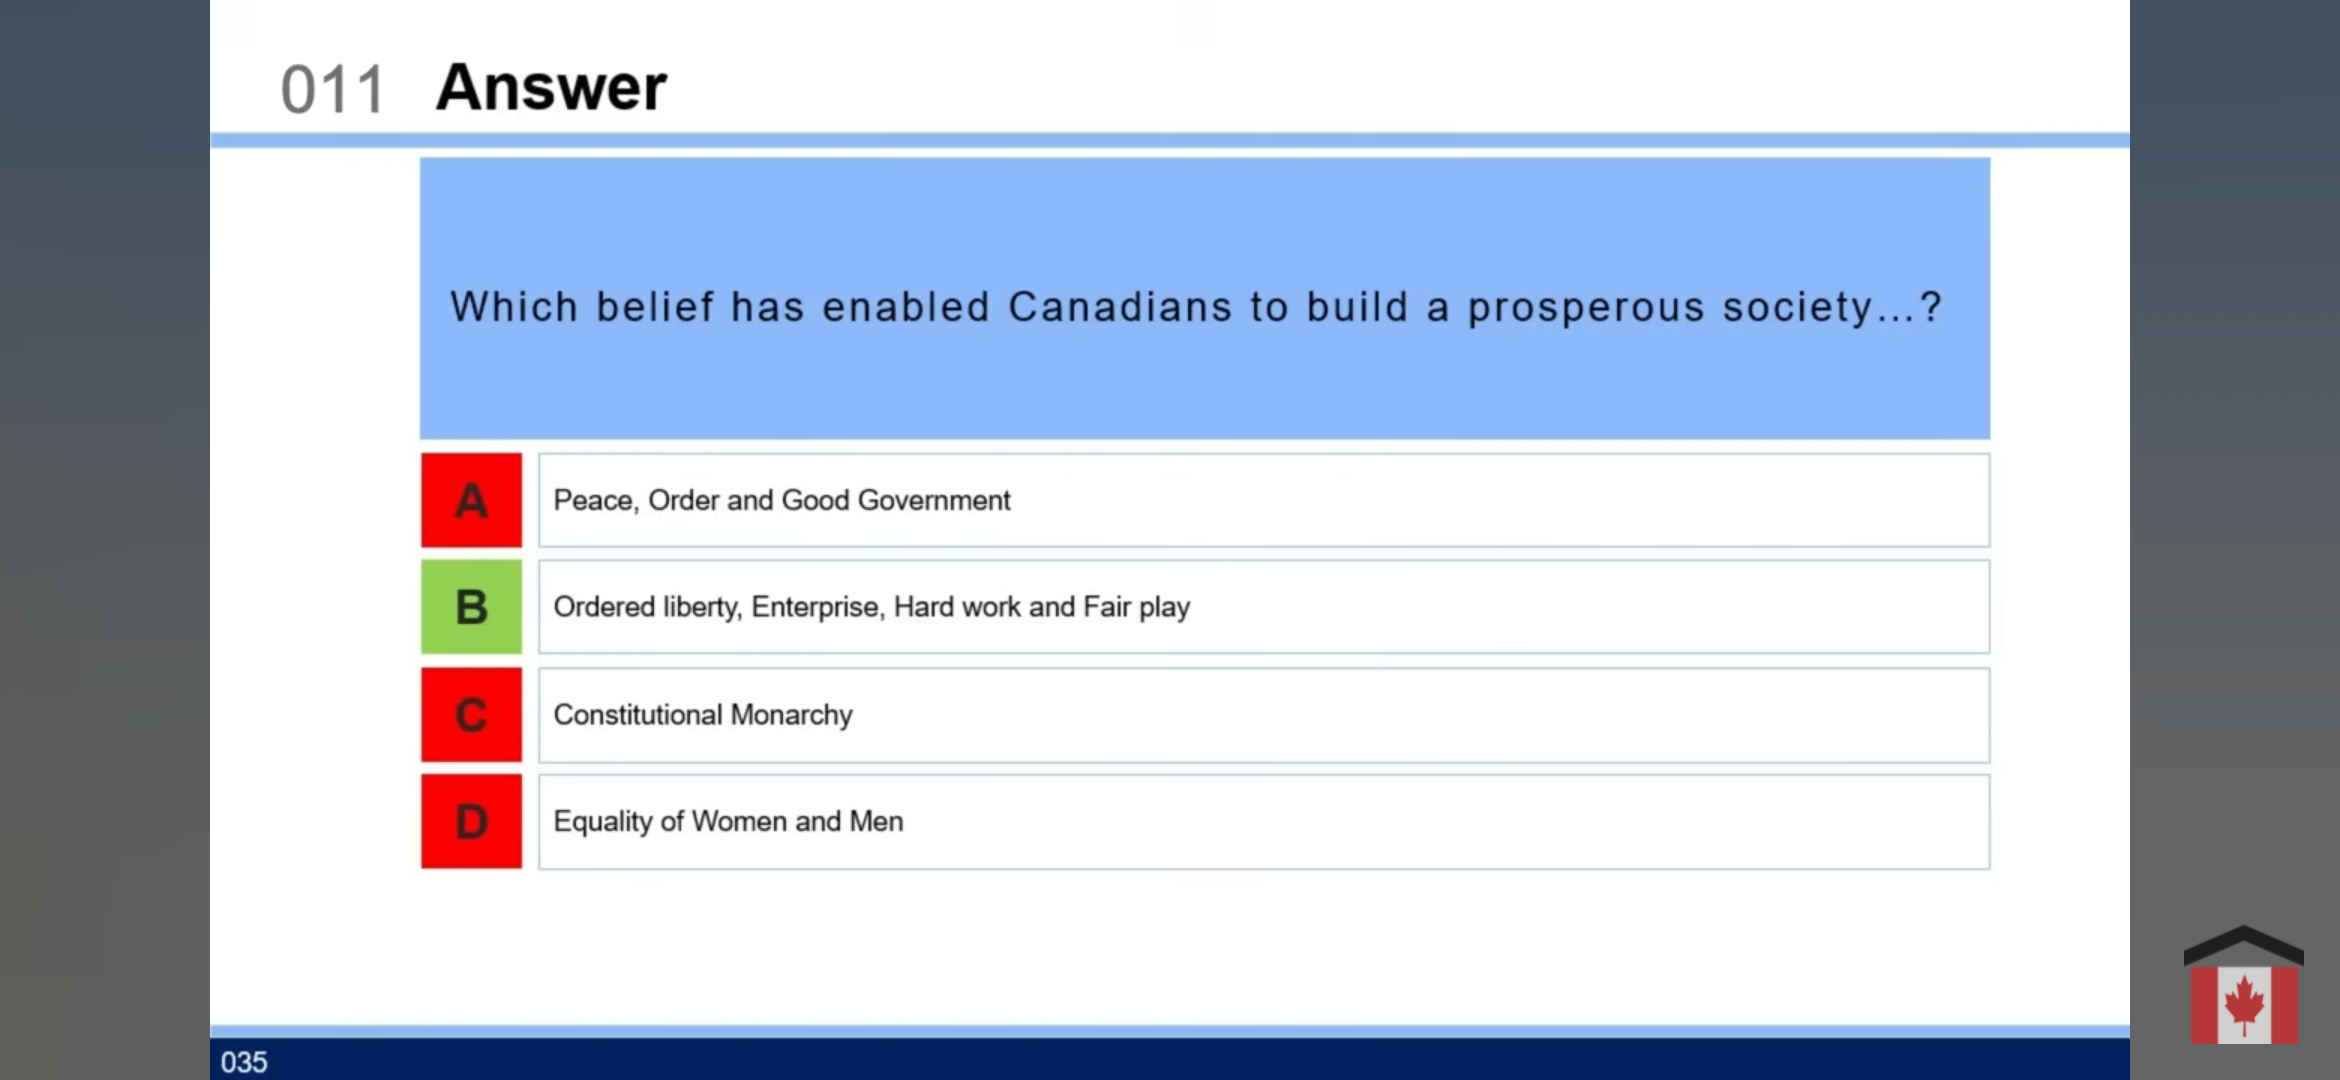 011 Answer
Which belief has enabled Canadians to build a prosperous society...?
A Peace, Order and Good Government
B Ordered liberty, Enterprise, Hard work and Fair play
C Constitutional Monarchy
D Equality of Women and Men
035